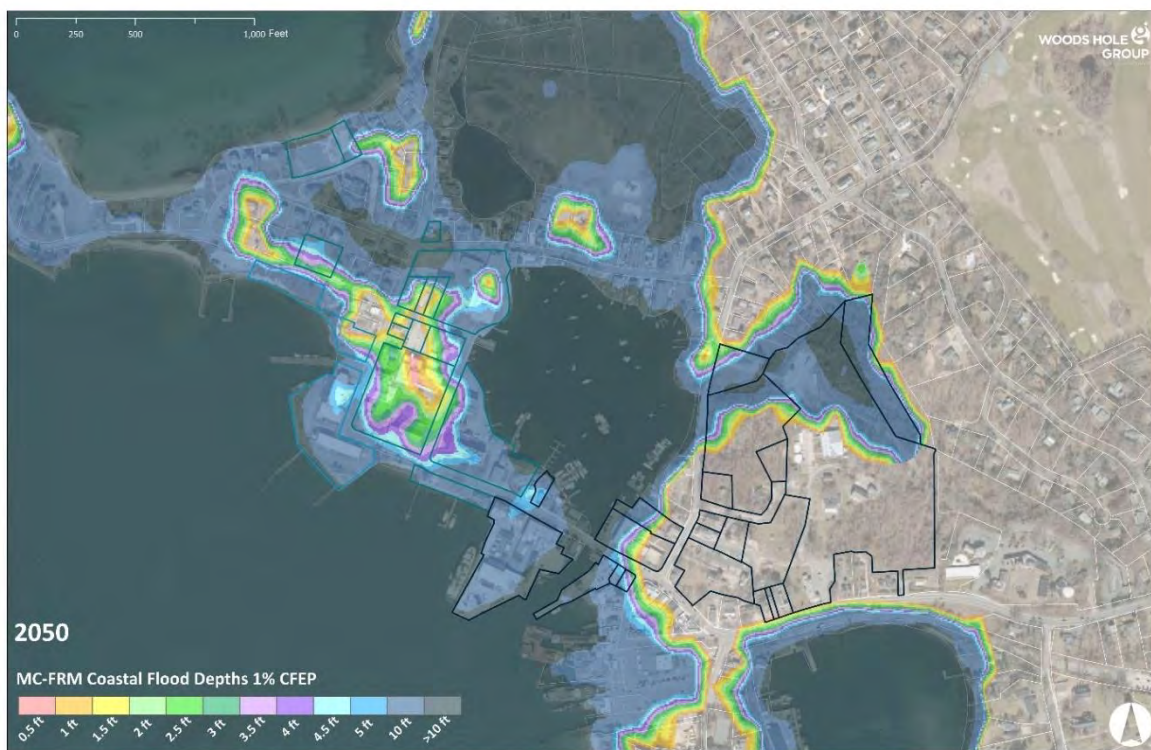 0 250 500 1,000 Feet
WOODS HOLE
GROUP
2050
MC-FRM Coastal Flood Depths 1% CFEP
0.5 ft 1 ft 1.5 ft 2 ft 2.5 ft 3 ft 3.5 ft 4 ft 4.5 ft 5 ft 10 ft >10 ft